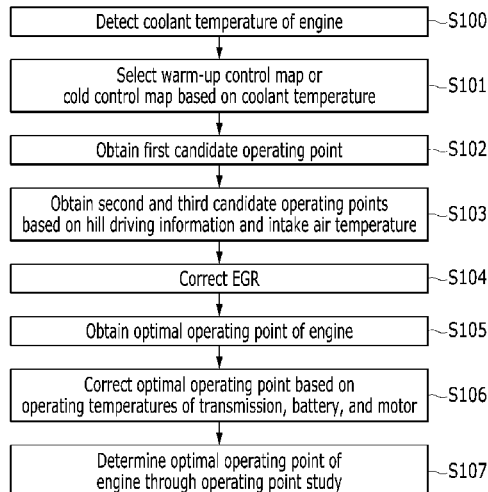 Detect coolant temperature of engine
S100
Select warm-up control map or
cold control map based on coolant temperature
S101
Obtain first candidate operating point
S102
Obtain second and third candidate operating points
based on hill driving information and intake air temperature
S103
Correct EGR
S104
Obtain optimal operating point of engine
S105
Correct optimal operating point based on
operating temperatures of transmission, battery, and motor
S106
Determine optimal operating point of
engine through operating point study
S107